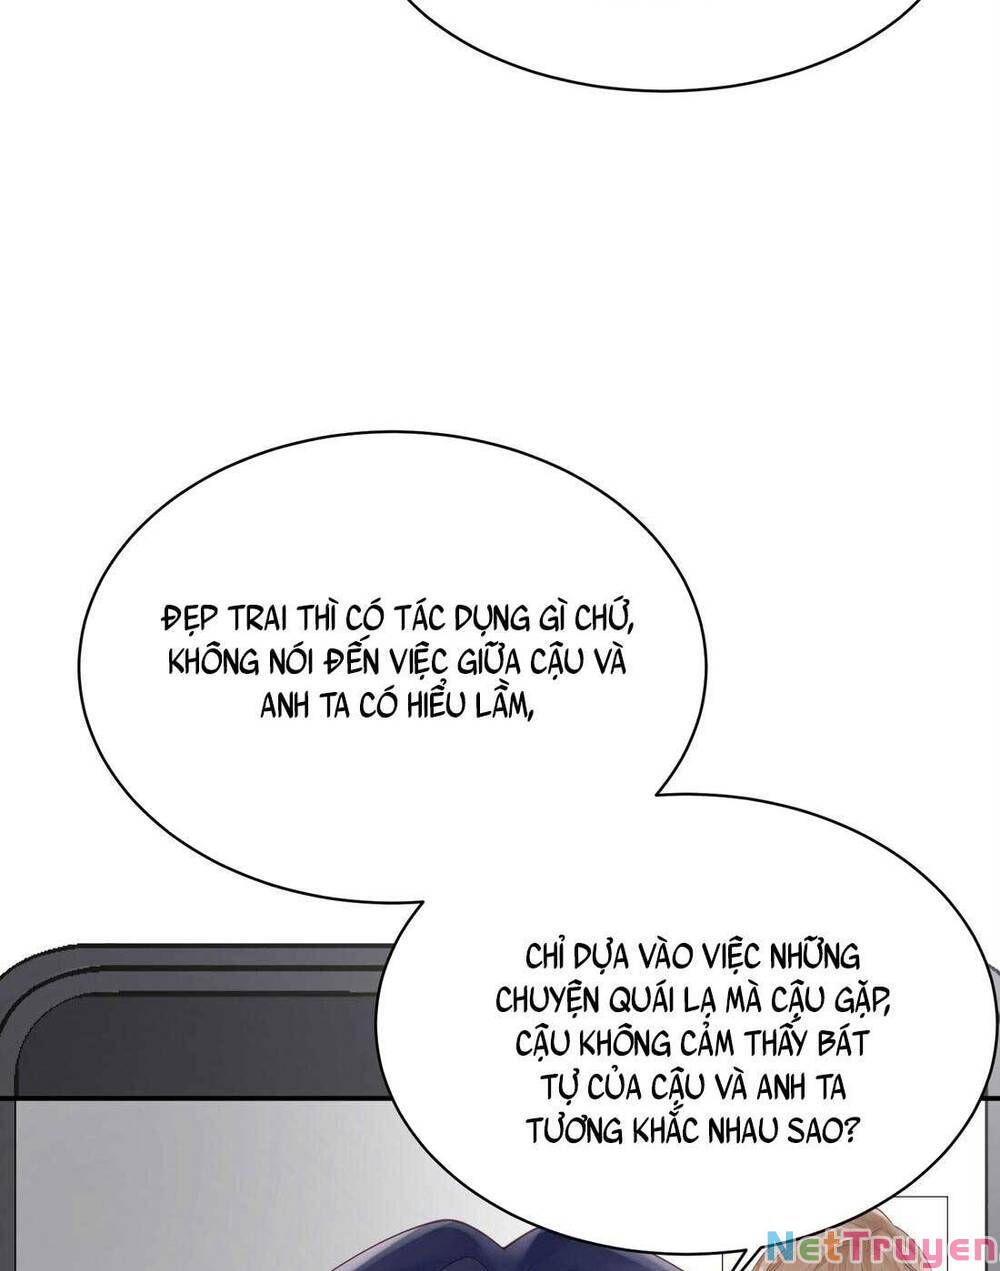 ĐẸP TRAI THÌ CÓ TÁC DỤNG GÌ CHỨ,
KHÔNG NÓI ĐẾN VIỆC GIỮA CẬU VÀ
ANH TA CÓ HIỂU LẦM,
CHỈ DỰA VÀO VIỆC NHỮNG
CHUYỆN QUÁI LẠ MÀ CẬU GẶP,
CẬU KHÔNG CẢM THẤY BÁT
TỰ CỦA CẬU VÀ ANH TA
TƯƠNG KHẮC NHAU SAO?
NetTruyen